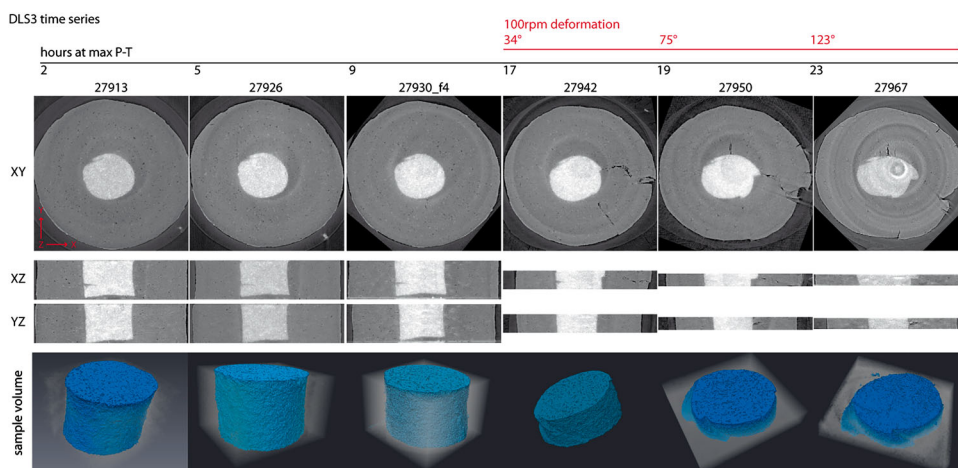 DLS3 time series
100rpm deformation
34° 75° 123°
hours at max P-T
2 5 9 17 19 23
27913 27926 27930_f4 27942 27950 27967
XY
XZ
YZ
sample volume